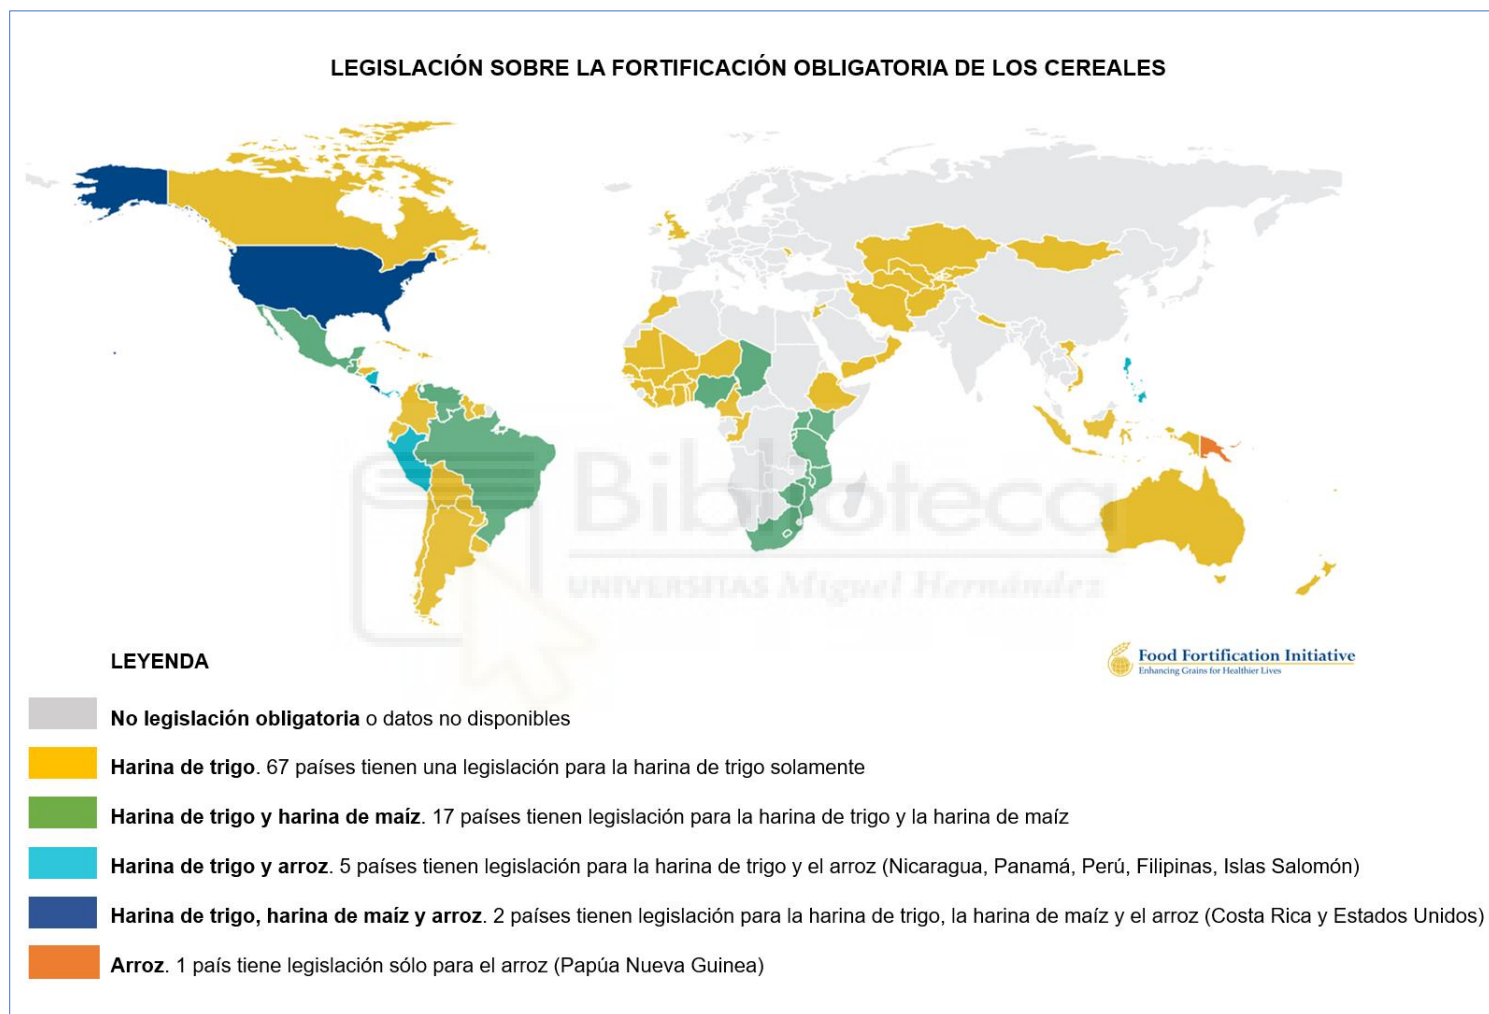 LEGISLACIÓN SOBRE LA FORTIFICACIÓN OBLIGATORIA DE LOS CEREALES
Biblioteca
UNIVERSITAS Miguel Hernández
LEYENDA
Food Fortification Initiative
Enhancing Grains for Healthier Lives
No legislación obligatoria o datos no disponibles
Harina de trigo. 67 países tienen una legislación para la harina de trigo solamente
Harina de trigo y harina de maíz. 17 países tienen legislación para la harina de trigo y la harina de maíz
Harina de trigo y arroz. 5 países tienen legislación para la harina de trigo y el arroz (Nicaragua, Panamá, Perú, Filipinas, Islas Salomón)
Harina de trigo, harina de maíz y arroz. 2 países tienen legislación para la harina de trigo, la harina de maíz y el arroz (Costa Rica y Estados Unidos)
Arroz. 1 país tiene legislación sólo para el arroz (Papúa Nueva Guinea)